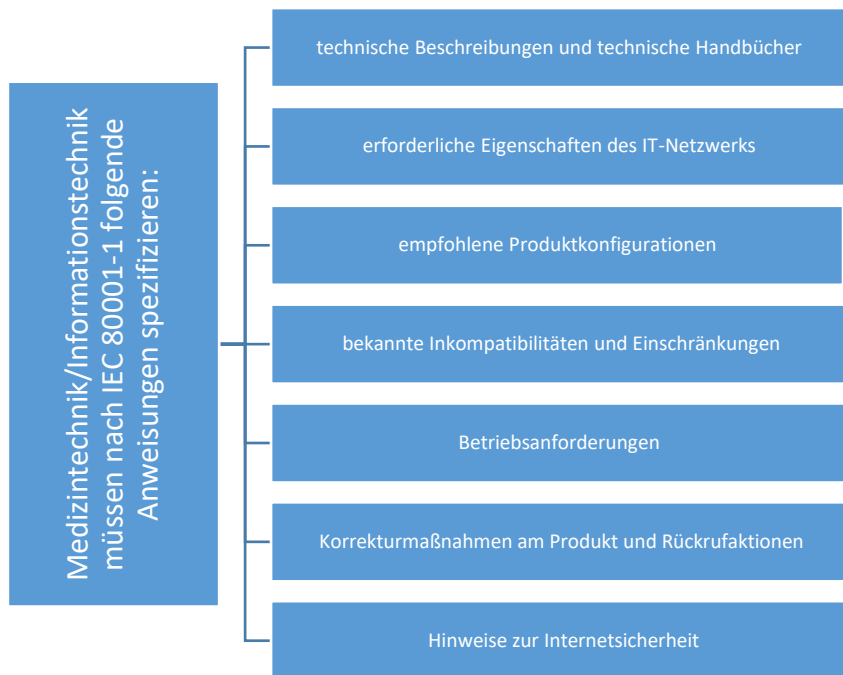 Medizintechnik/Informationstechnik
müssen nach IEC 80001-1 folgende
Anweisungen spezifizieren:
technische Beschreibungen und technische Handbücher
erforderliche Eigenschaften des IT-Netzwerks
empfohlene Produktkonfigurationen
bekannte Inkompatibilitäten und Einschränkungen
Betriebsanforderungen
Korrekturmaßnahmen am Produkt und Rückrufaktionen
Hinweise zur Internetsicherheit